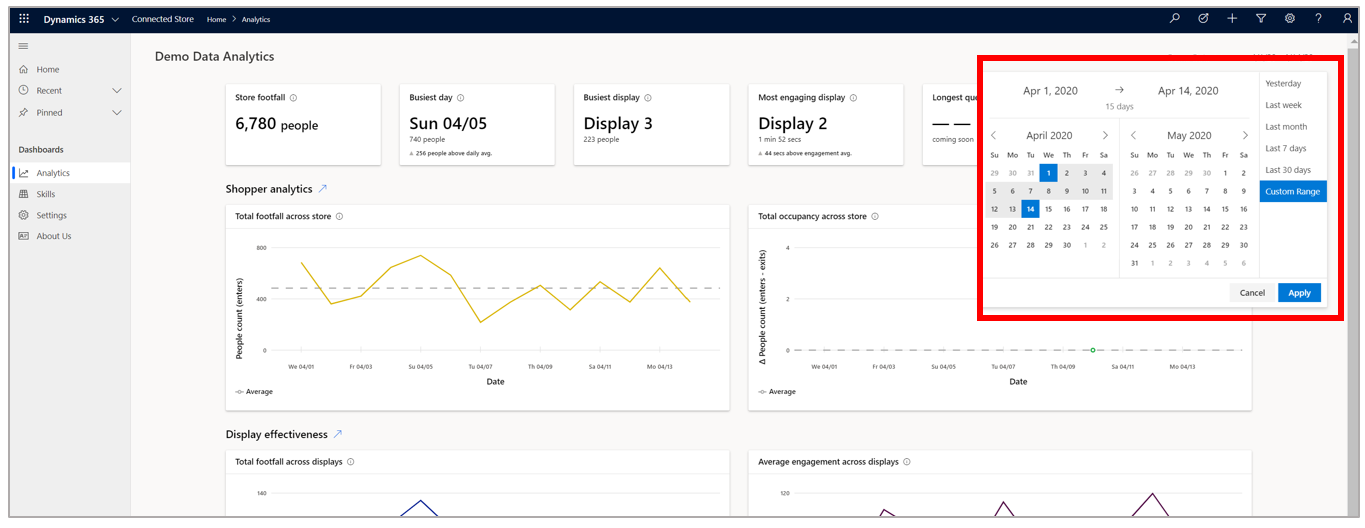 Dynamics 365 Connected Store Home > Analytics
Home
Recent
Pinned
Dashboards
Analytics
Skills
Settings
About Us
Demo Data Analytics
Store footfall
6,780 people
Busiest day
Sun 04/05
740 people
256 people above daily avg.
Busiest display
Display 3
223 people
Most engaging display
Display 2
1 min 52 secs
44 secs above engagement avg.
Longest que
— —
coming soon
Apr 1, 2020 → Apr 14, 2020
15 days
April 2020
Su Mo Tu We Th Fr Sa
29 30 31 1 2 3 4
5 6 7 8 9 10 11
12 13 14 15 16 17 18
19 20 21 22 23 24 25
26 27 28 29 30 1 2
May 2020
Su Mo Tu We Th Fr Sa
26 27 28 29 30 1 2
3 4 5 6 7 8 9
10 11 12 13 14 15 16
17 18 19 20 21 22 23
24 25 26 27 28 29 30
31 1 2 3 4 5 6
Yesterday
Last week
Last month
Last 7 days
Last 30 days
Custom Range
Cancel Apply
Shopper analytics
Total footfall across store
People count (enters)
800
400
0
We 04/01 Fr 04/03 Su 04/05 Tu 04/07 Th 04/09 Sa 04/11 Mo 04/13
Date
Average
Total occupancy across store
Δ People count (enters - exits)
4
2
0
We 04/01 Fr 04/03 Su 04/05 Tu 04/07 Th 04/09 Sa 04/11 Mo 04/13
Date
Average
Display effectiveness
Total footfall across displays
140
Average engagement across displays
120